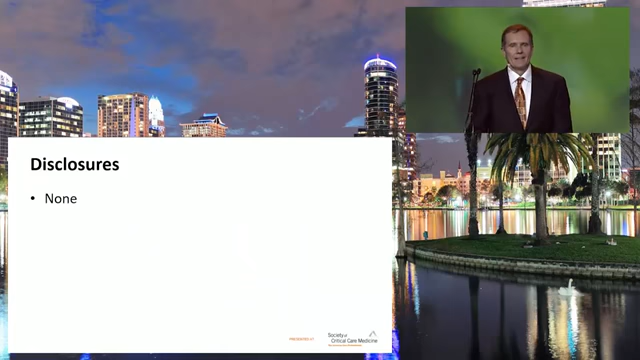 Disclosures
• None
PRESENTED AT
Society of
Critical Care Medicine